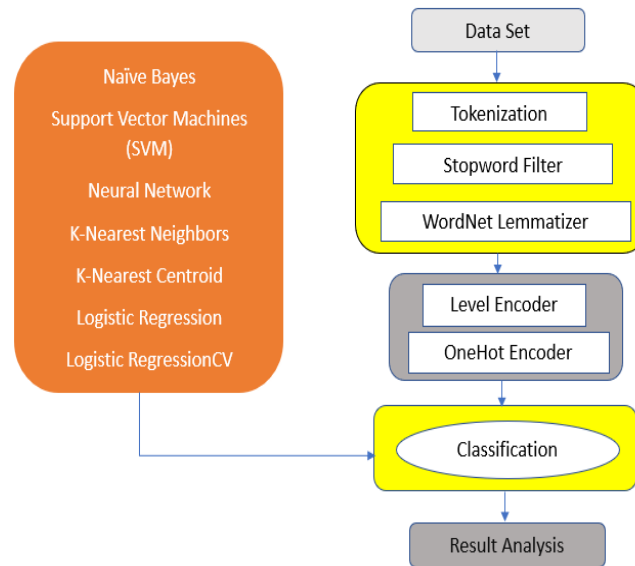 Naïve Bayes
Support Vector Machines
(SVM)
Neural Network
K-Nearest Neighbors
K-Nearest Centroid
Logistic Regression
Logistic RegressionCV
Data Set
Tokenization
Stopword Filter
WordNet Lemmatizer
Level Encoder
OneHot Encoder
Classification
Result Analysis